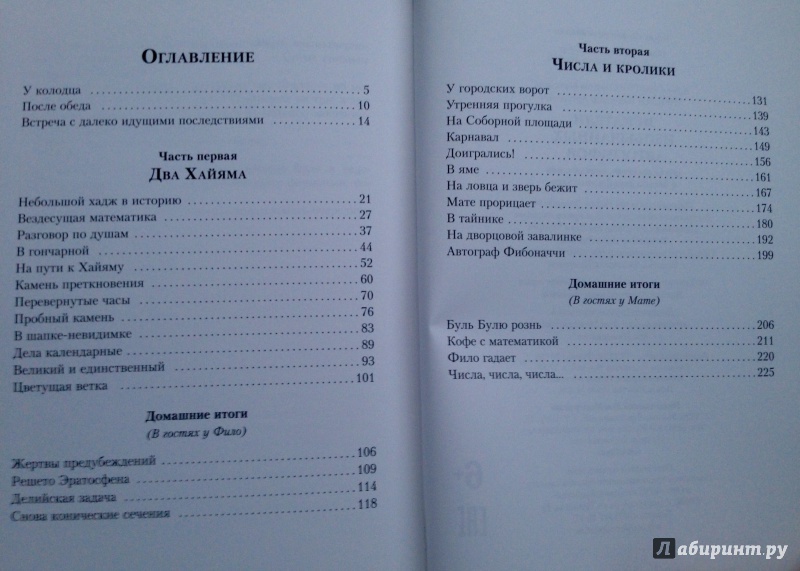 Оглавление
У колодца 5
После обеда 10
Встреча с далеко идущими последствиями 14
Часть первая
Два Хайяма
Небольшой хадж в историю 21
Вездесущая математика 27
Разговор по душам 37
В гончарной 44
На пути к Хайяму 52
Камень преткновения 60
Перевернутые часы 70
Пробный камень 76
В шапке-невидимке 83
Дела календарные 89
Великий и единственный 93
Цветущая ветка 101
Домашние итоги
(В гостях у Фило)
Жертвы предубеждений 106
Решето Эратосфена 109
Делийская задача 114
Снова конические сечения 118
Часть вторая
Числа и кролики
У городских ворот 131
Утренняя прогулка 139
На Соборной площади 143
Карнавал 149
Доигрались! 156
В яме 161
На ловца и зверь бежит 167
Мате прорицает 174
В тайнике 180
На дворцовой завалинке 192
Автограф Фибоначчи 199
Домашние итоги
(В гостях у Мате)
Буль Булю рознь 206
Кофе с математикой 211
Фило гадает 220
Числа, числа, числа... 225
Лабиринт.ру